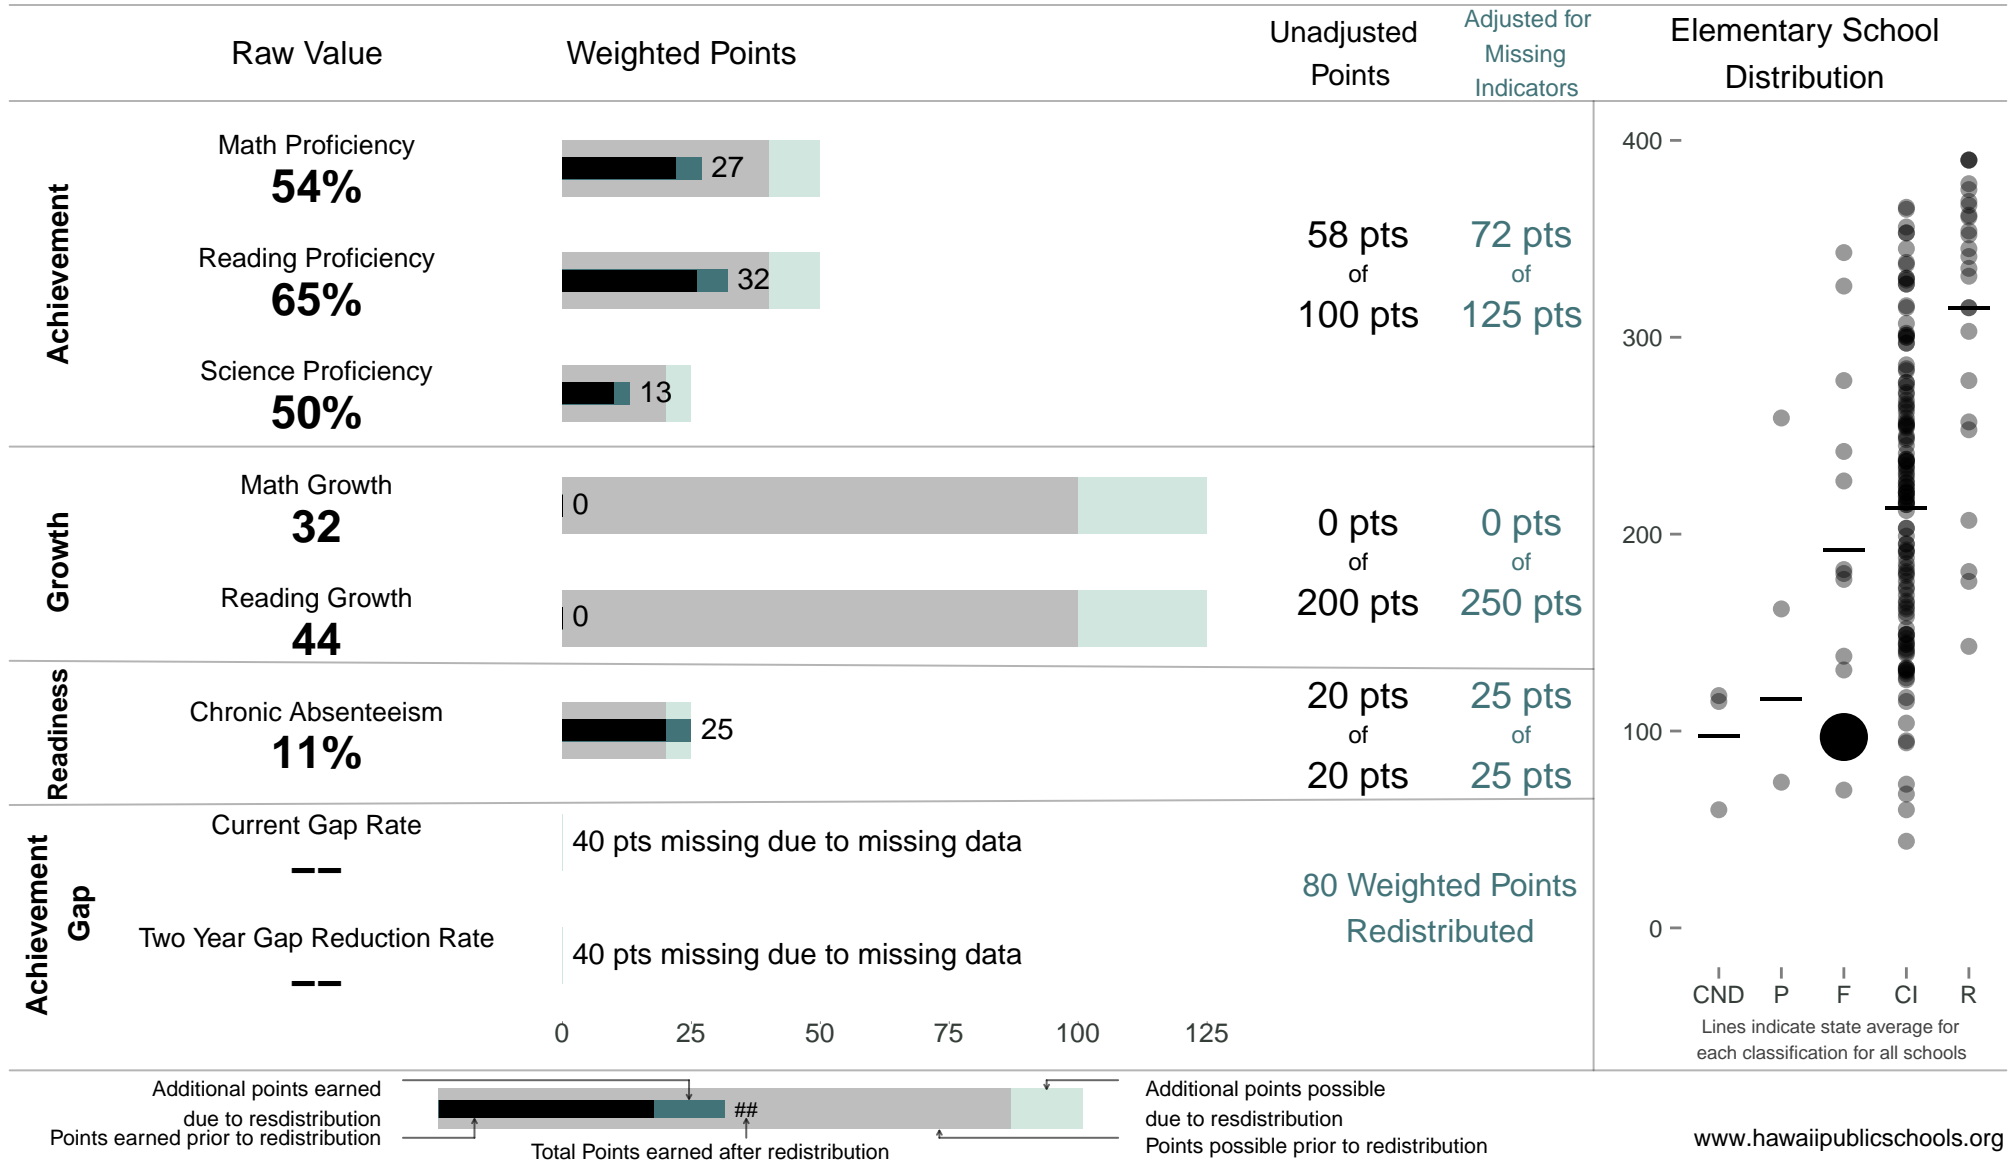 Raw Value
Weighted Points
Unadjusted
Points
Adjusted for
Missing
Indicators
Elementary School
Distribution
Achievement
Math Proficiency
54%
27
Reading Proficiency
65%
32
Science Proficiency
50%
13
58 pts
of
100 pts
72 pts
of
125 pts
Growth
Math Growth
32
0
Reading Growth
44
0
0 pts
of
200 pts
0 pts
of
250 pts
Readiness
Chronic Absenteeism
11%
25
20 pts
of
20 pts
25 pts
of
25 pts
Achievement
Gap
Current Gap Rate
--
40 pts missing due to missing data
Two Year Gap Reduction Rate
--
40 pts missing due to missing data
80 Weighted Points
Redistributed
0 25 50 75 100 125
400
300
200
100
0
CND P F CI R
Lines indicate state average for
each classification for all schools
Additional points earned
due to resdistribution
Points earned prior to redistribution
##
Total Points earned after redistribution
Additional points possible
due to resdistribution
Points possible prior to redistribution
www.hawaiipublicschools.org